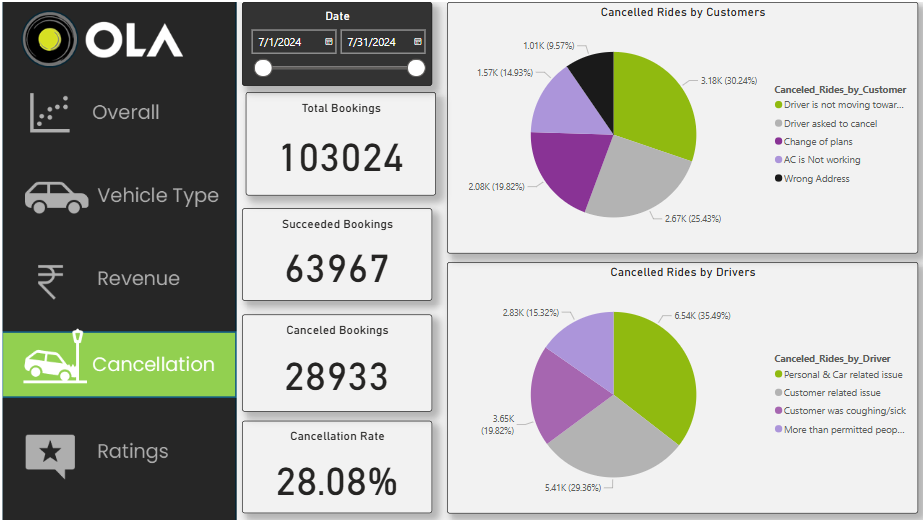 OLA
Overall
Vehicle Type
Revenue
Cancellation
Ratings
Date
7/1/2024
7/31/2024
Total Bookings
103024
Succeeded Bookings
63967
Canceled Bookings
28933
Cancellation Rate
28.08%
Cancelled Rides by Customers
1.01K (9.57%)
1.57K (14.93%)
2.08K (19.82%)
3.18K (30.24%)
2.67K (25.43%)
Canceled_Rides_by_Customer
Driver is not moving towar...
Driver asked to cancel
Change of plans
AC is Not working
Wrong Address
Cancelled Rides by Drivers
2.83K (15.32%)
6.54K (35.49%)
3.65K
(19.82%)
5.41K (29.36%)
Canceled_Rides_by_Driver
Personal & Car related issue
Customer related issue
Customer was coughing/sick
More than permitted peop...